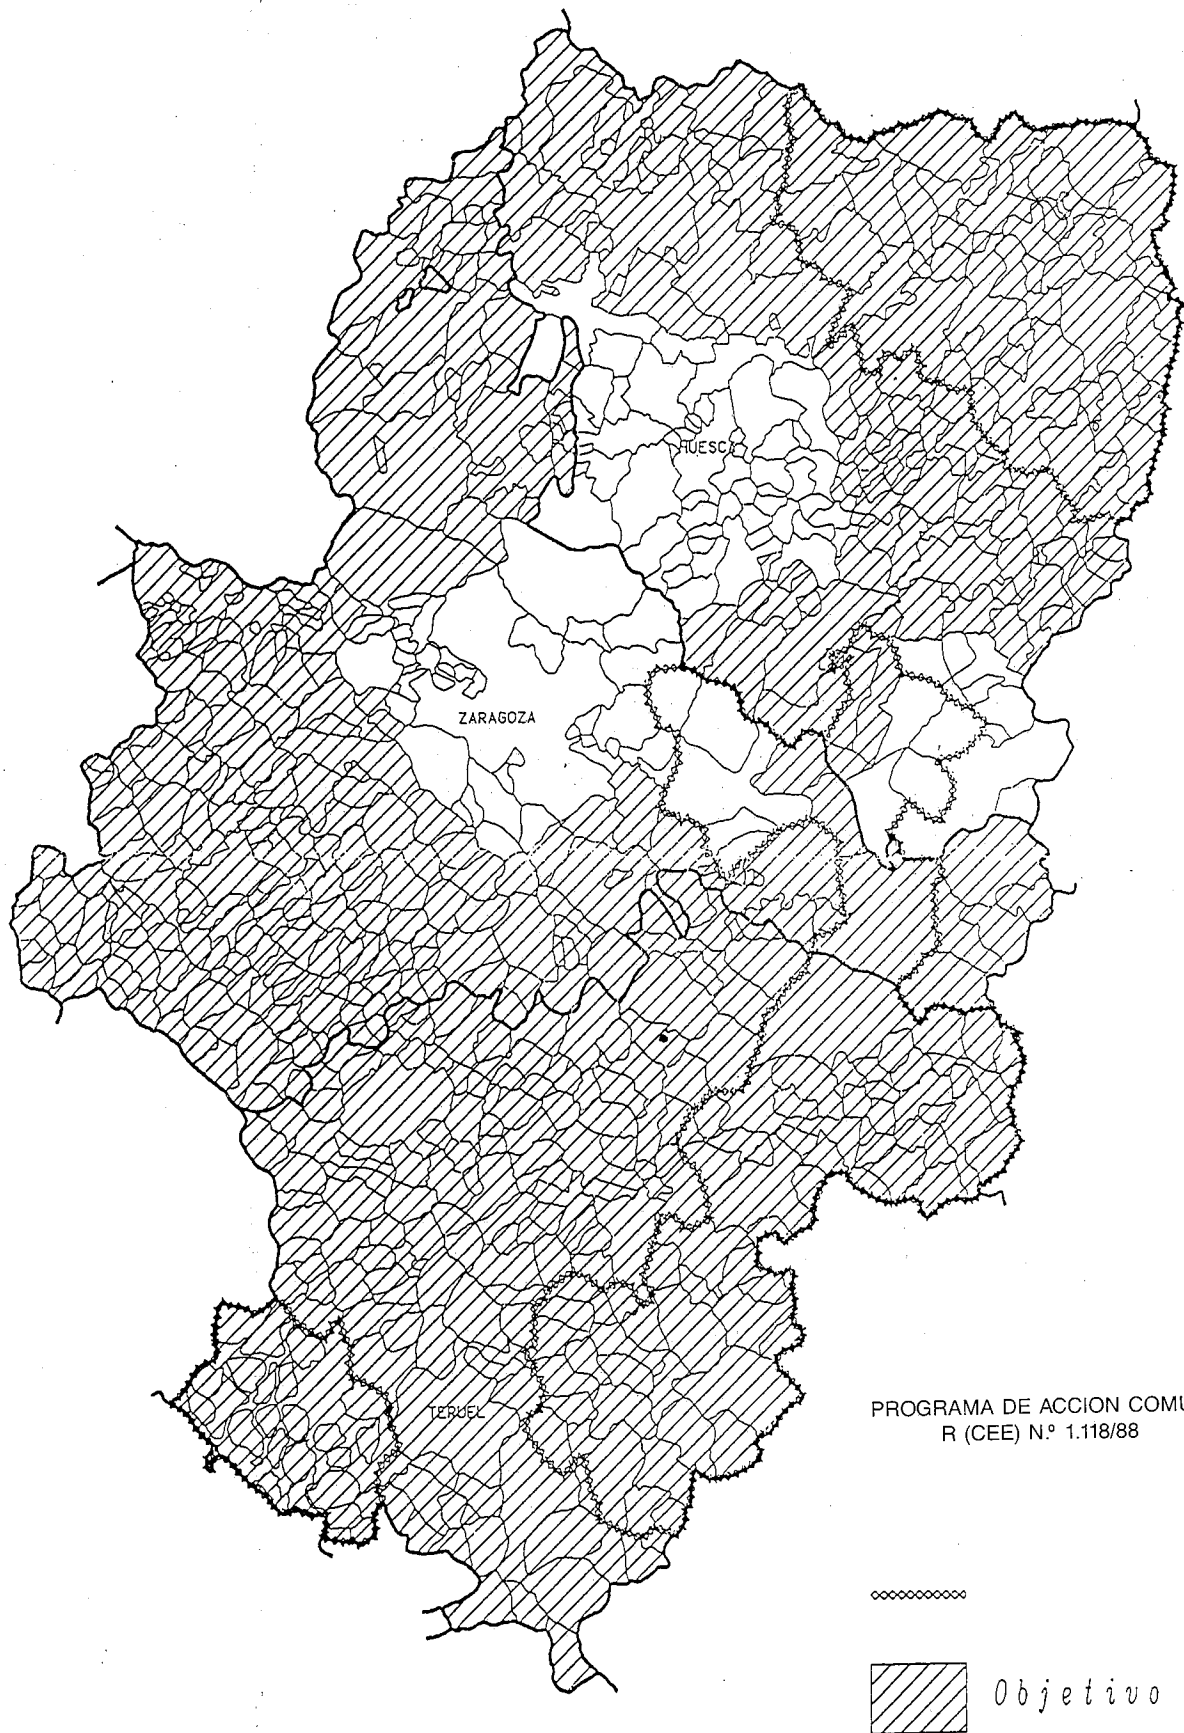 HUESCA
ZARAGOZA
TERUEL
PROGRAMA DE ACCION COMU
R (CEE) N.º 1.118/88
Objetivo